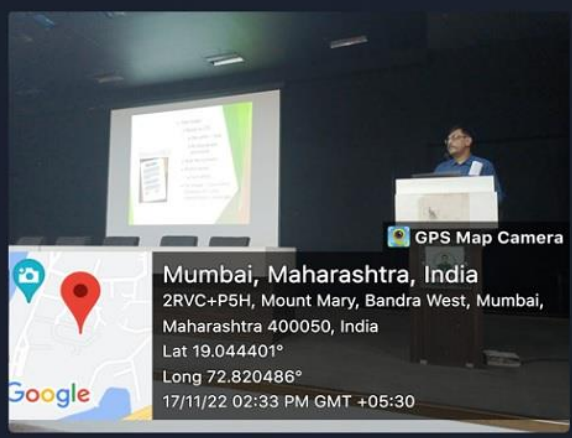 GPS Map Camera
Mumbai, Maharashtra, India
2RVC+P5H, Mount Mary, Bandra West, Mumbai,
Maharashtra 400050, India
Lat 19.044401°
Long 72.820486°
17/11/22 02:33 PM GMT +05:30
Google